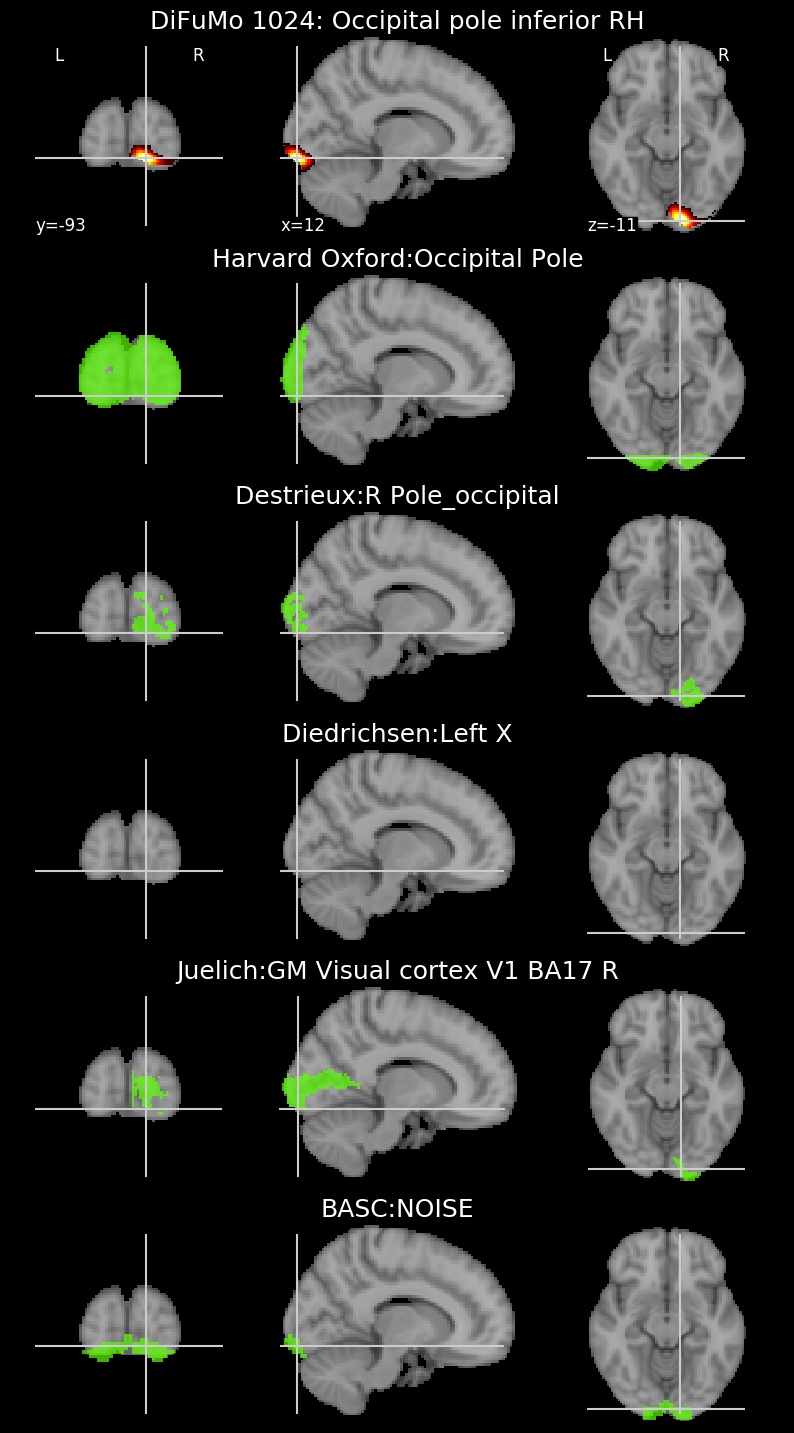 DiFuMo 1024: Occipital pole inferior RH
L R L R
y=-93 x=12 z=-11
Harvard Oxford:Occipital Pole
Destrieux:R Pole_occipital
Diedrichsen:Left X
Juelich:GM Visual cortex V1 BA17 R
BASC:NOISE